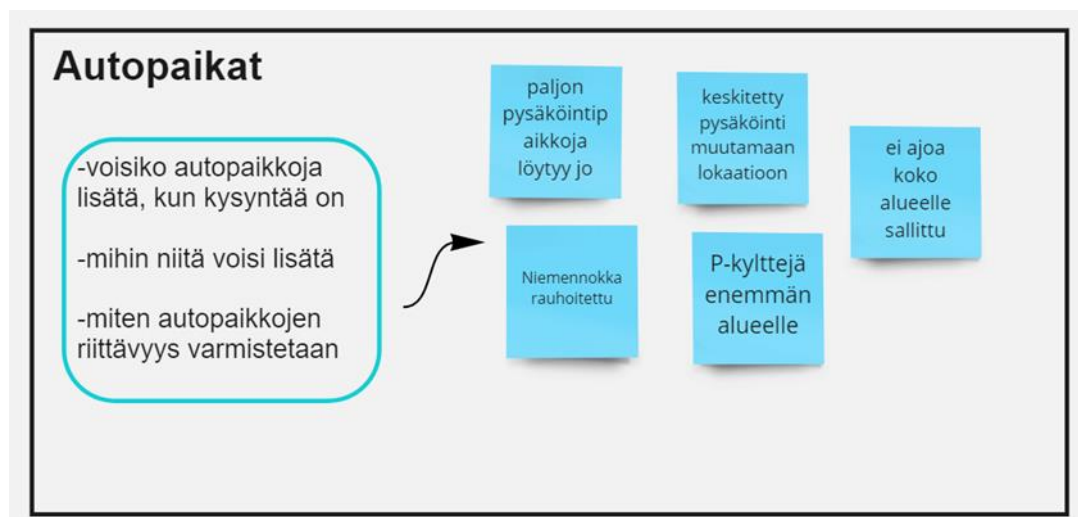 Autopaikat
-voisiko autopaikkoja
lisätä, kun kysyntää on
-mihin niitä voisi lisätä
-miten autopaikkojen
riittävyys varmistetaan
paljon
pysäköintip
aikkoja
löytyy jo
keskitetty
pysäköinti
muutamaan
lokaatioon
ei ajoa
koko
alueelle
sallittu
Niemennokka
rauhoitettu
P-kylttejä
enemmän
alueelle